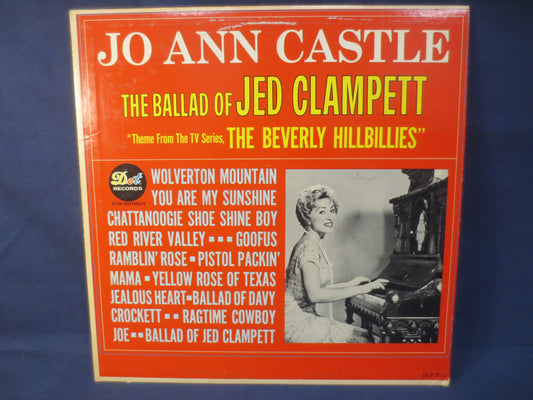 JO ANN CASTLE
THE BALLAD OF JED CLAMPETT
"Theme From The TV Series, THE BEVERLY HILLBILLIES"
Dot
RECORDS
WOLVERTON MOUNTAIN
YOU ARE MY SUNSHINE
CHATTANOOGIE SHOE SHINE BOY
RED RIVER VALLEY • • • GOOFUS
RAMBLIN' ROSE • PISTOL PACKIN'
MAMA • YELLOW ROSE OF TEXAS
JEALOUS HEART • BALLAD OF DAVY
CROCKETT • • RAGTIME COWBOY
JOE • • BALLAD OF JED CLAMPETT